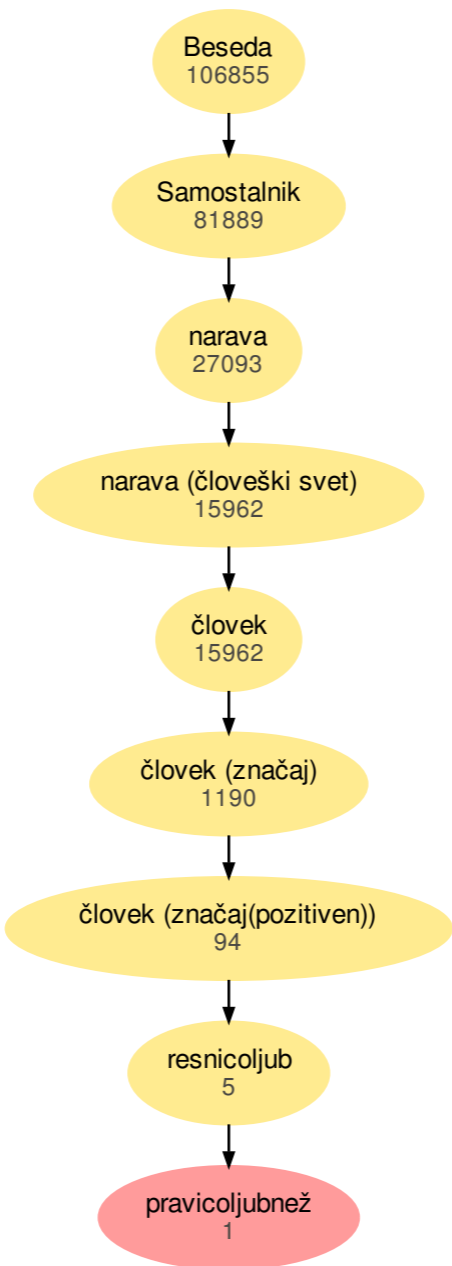 Beseda
106855
Samostalnik
81889
narava
27093
narava (človeški svet)
15962
človek
15962
človek (značaj)
1190
človek (značaj(pozitiven))
94
resnicoljub
5
pravicoljubnež
1